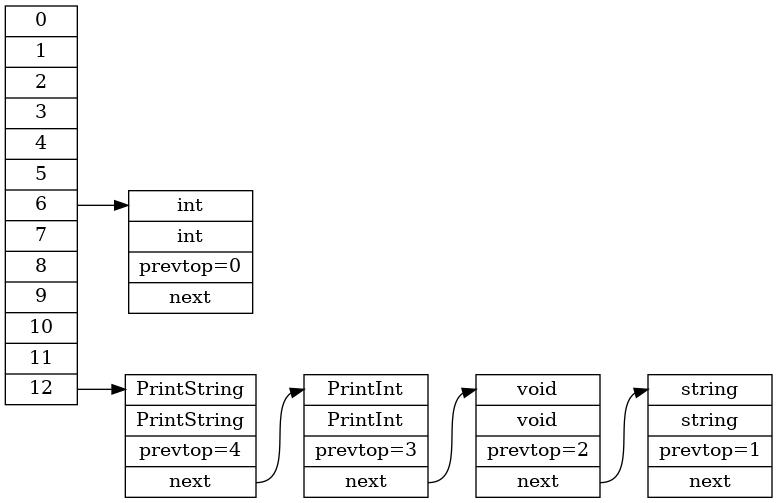 0
1
2
3
4
5
6
7
8
9
10
11
12
int
int
prevtop=0
next
PrintString
PrintString
prevtop=4
next
PrintInt
PrintInt
prevtop=3
next
void
void
prevtop=2
next
string
string
prevtop=1
next